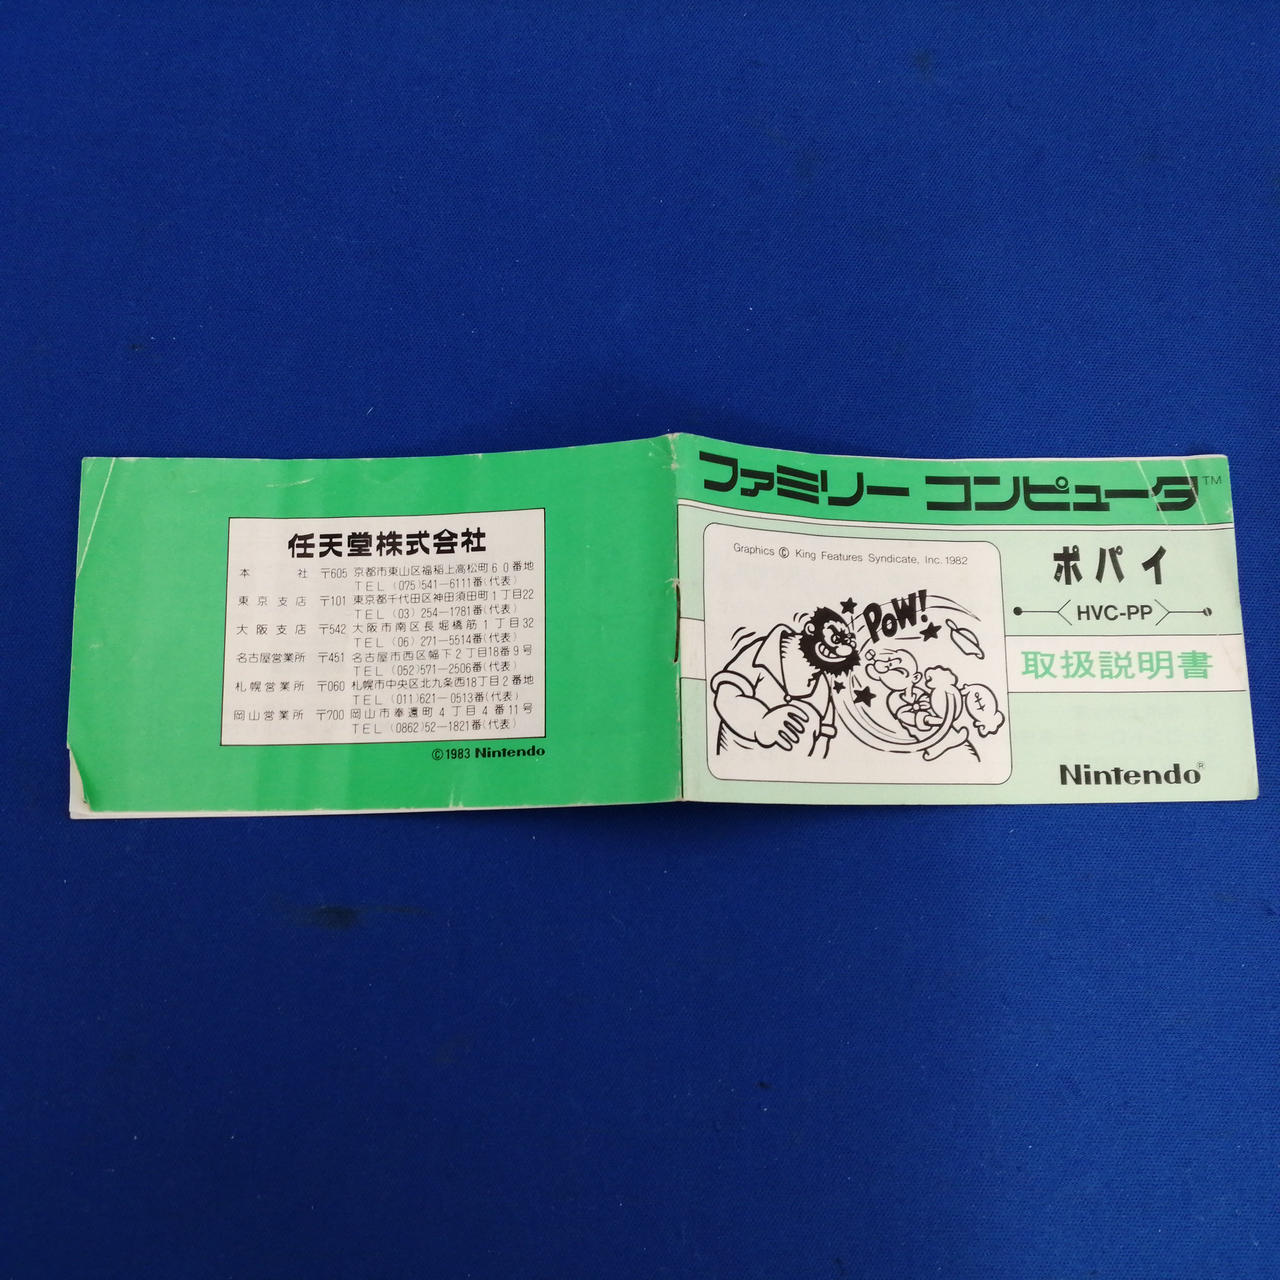 任天堂株式会社
本社 〒605 京都市東山区福稲上高松町60番地
TEL (075)541-6111番(代表)
東京支店 〒101 東京都千代田区神田須田町1丁目22
TEL (03)254-1781番(代表)
大阪支店 〒542 大阪市南区長堀橋筋1丁目32
TEL (06)271-5514番(代表)
名古屋営業所 〒451 名古屋市西区幅下2丁目18番9号
TEL (052)571-2506番(代表)
札幌営業所 〒060 札幌市中央区北九条西18丁目2番地
TEL (011)621-0513番(代表)
岡山営業所 〒700 岡山市奉還町4丁目4番11号
TEL (0862)52-1821番(代表)
©1983 Nintendo
ファミリー コンピュータ™
Graphics © King Features Syndicate, Inc. 1982
POW!
ポパイ
HVC-PP
取扱説明書
Nintendo®